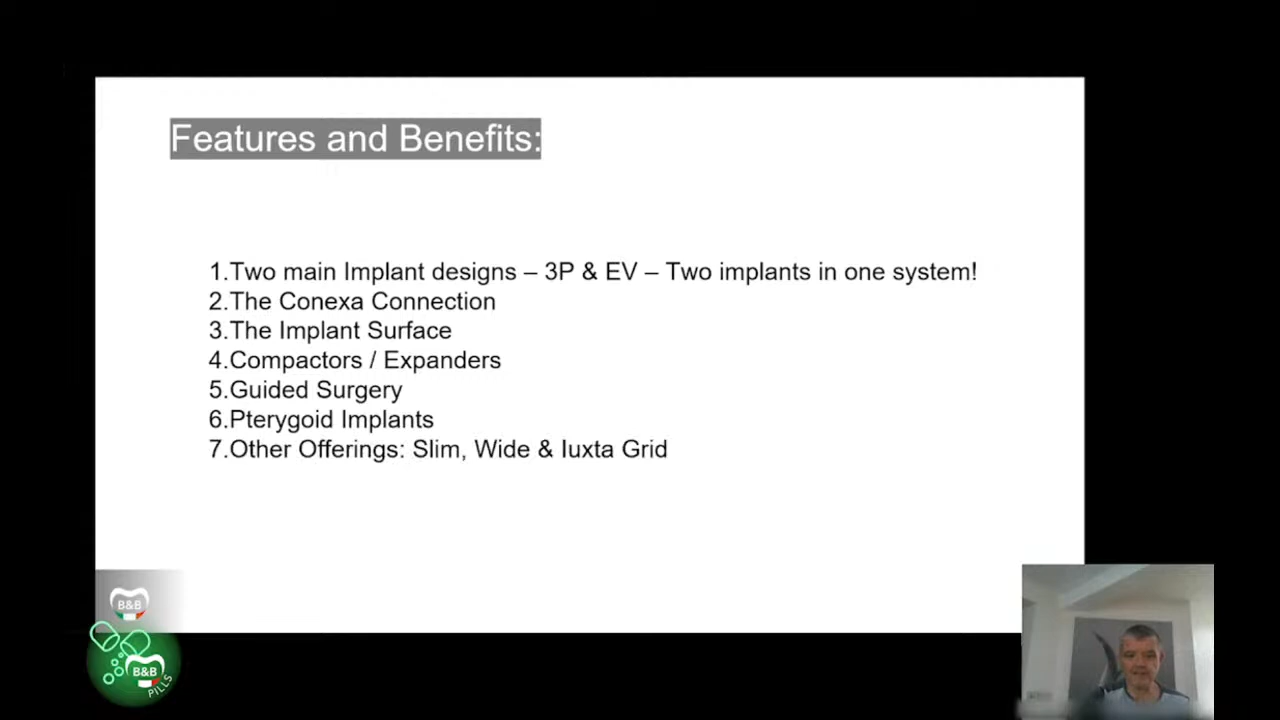 Features and Benefits:
1.Two main Implant designs – 3P & EV – Two implants in one system!
2.The Conexa Connection
3.The Implant Surface
4.Compactors / Expanders
5.Guided Surgery
6.Pterygoid Implants
7.Other Offerings: Slim, Wide & Iuxta Grid
B&B
B&B
PILLS